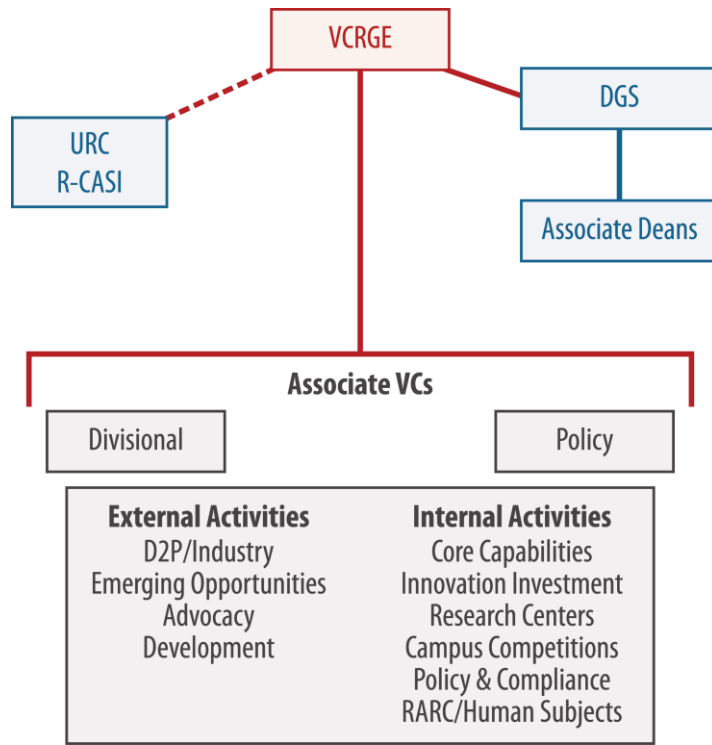 VCRGE
DGS
URC
R-CASI
Associate Deans
Associate VCs
Divisional
Policy
External Activities
D2P/Industry
Emerging Opportunities
Advocacy
Development
Internal Activities
Core Capabilities
Innovation Investment
Research Centers
Campus Competitions
Policy & Compliance
RARC/Human Subjects